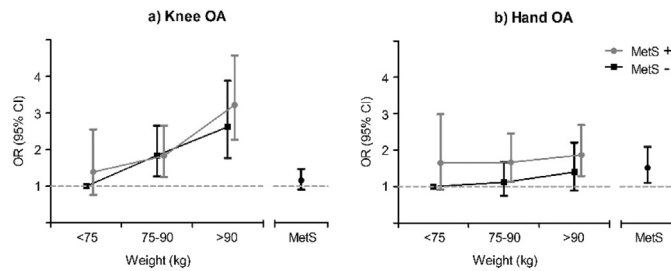 a) Knee OA
OR (95% CI)
4
3
2
1
<75
75-90
>90
MetS
Weight (kg)
b) Hand OA
OR (95% CI)
4
3
2
1
<75
75-90
>90
MetS
Weight (kg)
MetS +
MetS -